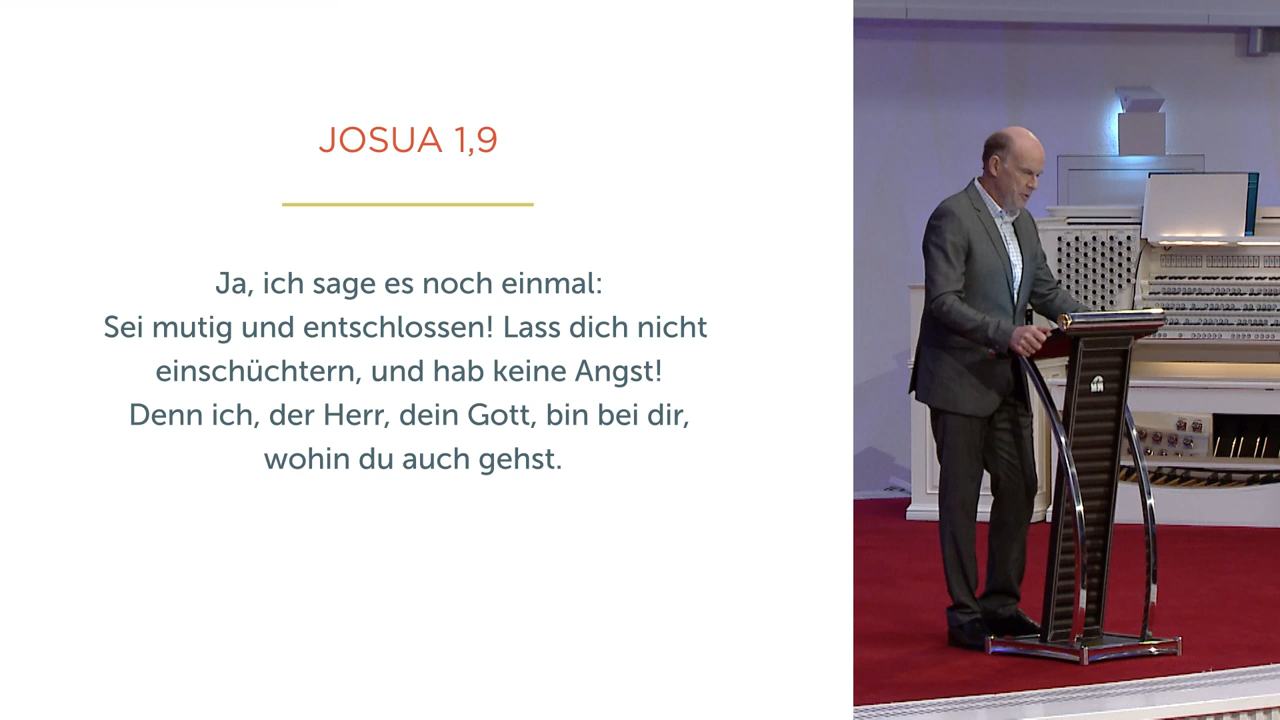 JOSUA 1,9
Ja, ich sage es noch einmal:
Sei mutig und entschlossen! Lass dich nicht
einschüchtern, und hab keine Angst!
Denn ich, der Herr, dein Gott, bin bei dir,
wohin du auch gehst.